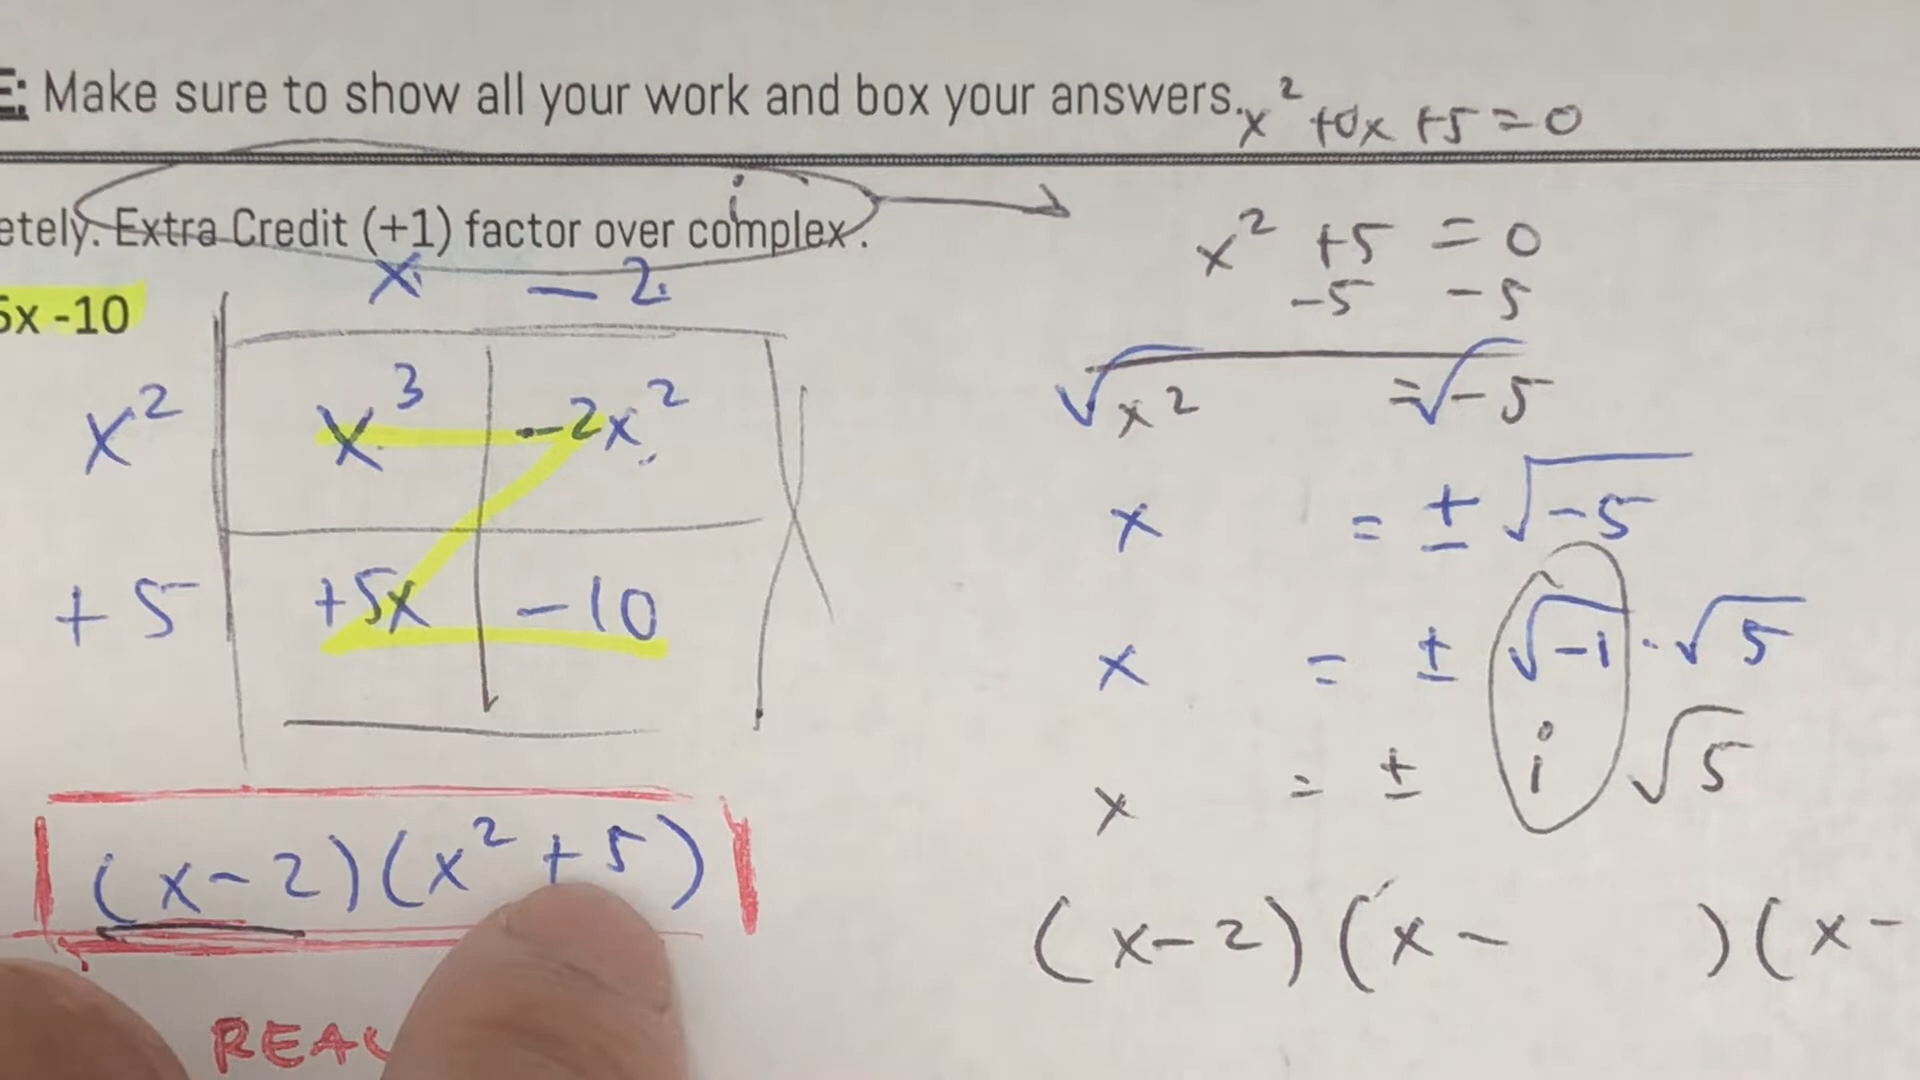 E: Make sure to show all your work and box your answers.
x² +0x +5 = 0
etely. Extra Credit (+1) factor over complex.
i
5x -10
x - 2
x² x³ -2x²
+5 +5x -10
(x-2)(x² +5)
x² +5 = 0
-5 -5
√x² = √-5
x = ± √-5
x = ± √-1 · √5
x = ± i √5
(x-2)(x- )(x-